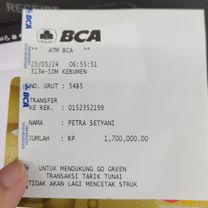 RECEIPT
BCA
** ATM BCA **
23/05/24 06:55:51
313W-IDM KEBUMEN
NO. URUT : 5485
TRANSFER
KE REK. : 0152352199
NAMA : PETRA SETYANI
JUMLAH : RP 1,700,000.00
UNTUK MENDUKUNG GO GREEN
TRANSAKSI TARIK TUNAI
TIDAK AKAN LAGI MENCETAK STRUK